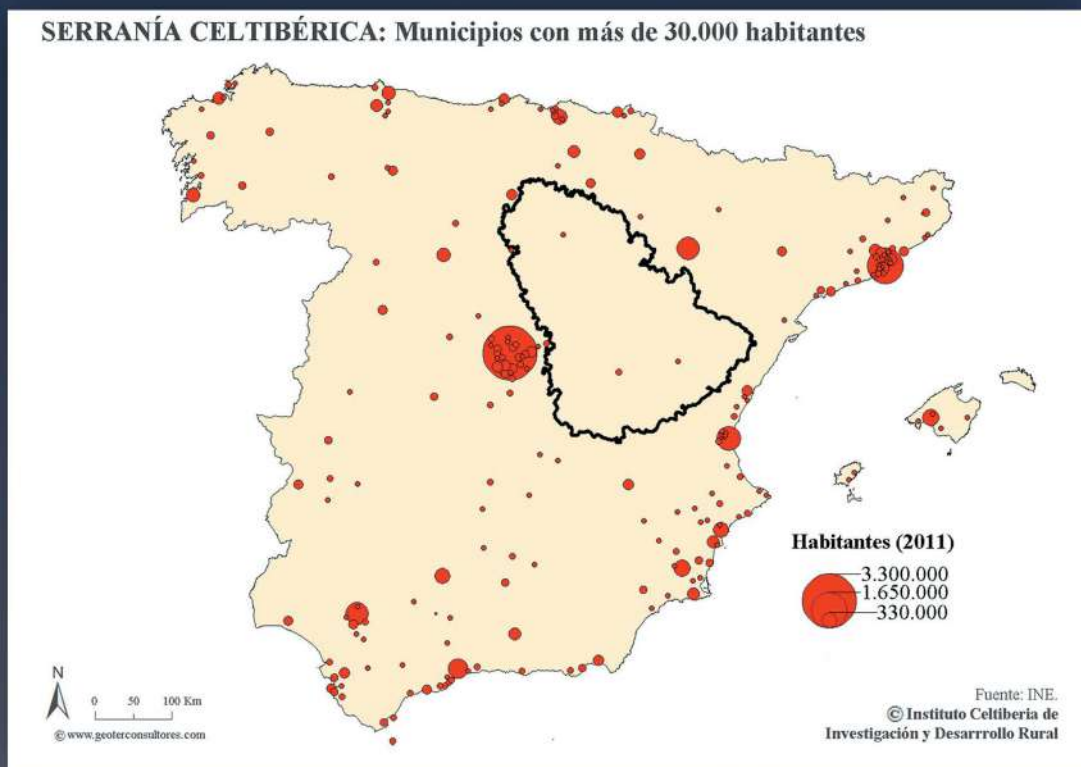 SERRANÍA CELTIBÉRICA: Municipios con más de 30.000 habitantes
Habitantes (2011)
3.300.000
1.650.000
330.000
N
0 50 100 Km
© www.geoterconsultores.com
Fuente: INE.
© Instituto Celtiberia de
Investigación y Desarrrollo Rural